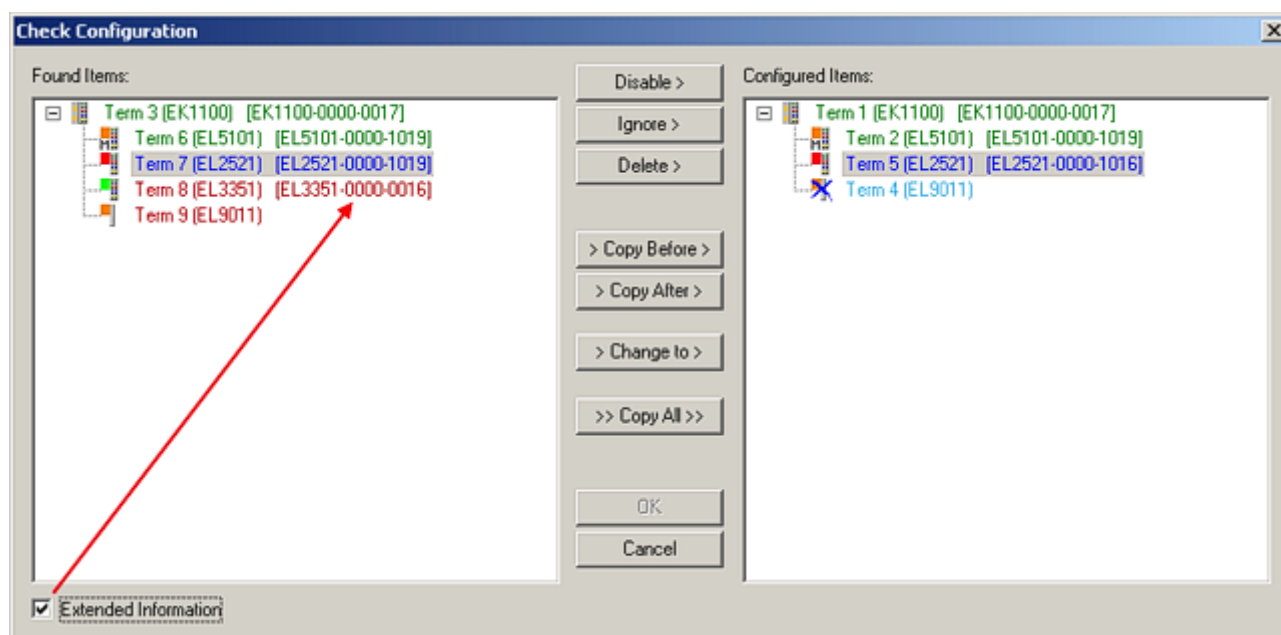 Check Configuration
Found Items:
Term 3 (EK1100) [EK1100-0000-0017]
Term 6 (EL5101) [EL5101-0000-1019]
M
Term 7 (EL2521) [EL2521-0000-1019]
Term 8 (EL3351) [EL3351-0000-0016]
Term 9 (EL9011)
Extended Information
Disable >
Ignore >
Delete >
> Copy Before >
> Copy After >
> Change to >
>> Copy All >>
OK
Cancel
Configured Items:
Term 1 (EK1100) [EK1100-0000-0017]
Term 2 (EL5101) [EL5101-0000-1019]
M
Term 5 (EL2521) [EL2521-0000-1016]
Term 4 (EL9011)